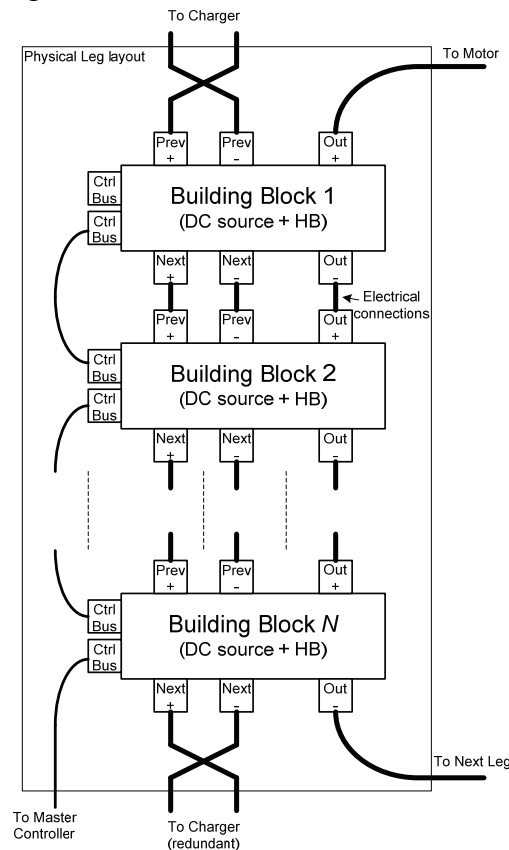 To Charger
Physical Leg layout
To Motor
Prev
+
Prev
-
Out
+
Ctrl
Bus
Ctrl
Bus
Building Block 1
(DC source + HB)
Next
+
Next
-
Out
-
Electrical
connections
Prev
+
Prev
-
Out
+
Ctrl
Bus
Ctrl
Bus
Building Block 2
(DC source + HB)
Next
+
Next
-
Out
-
Prev
+
Prev
-
Out
+
Ctrl
Bus
Ctrl
Bus
Building Block N
(DC source + HB)
Next
+
Next
-
Out
-
To Next Leg
To Master
Controller
To Charger
(redundant)